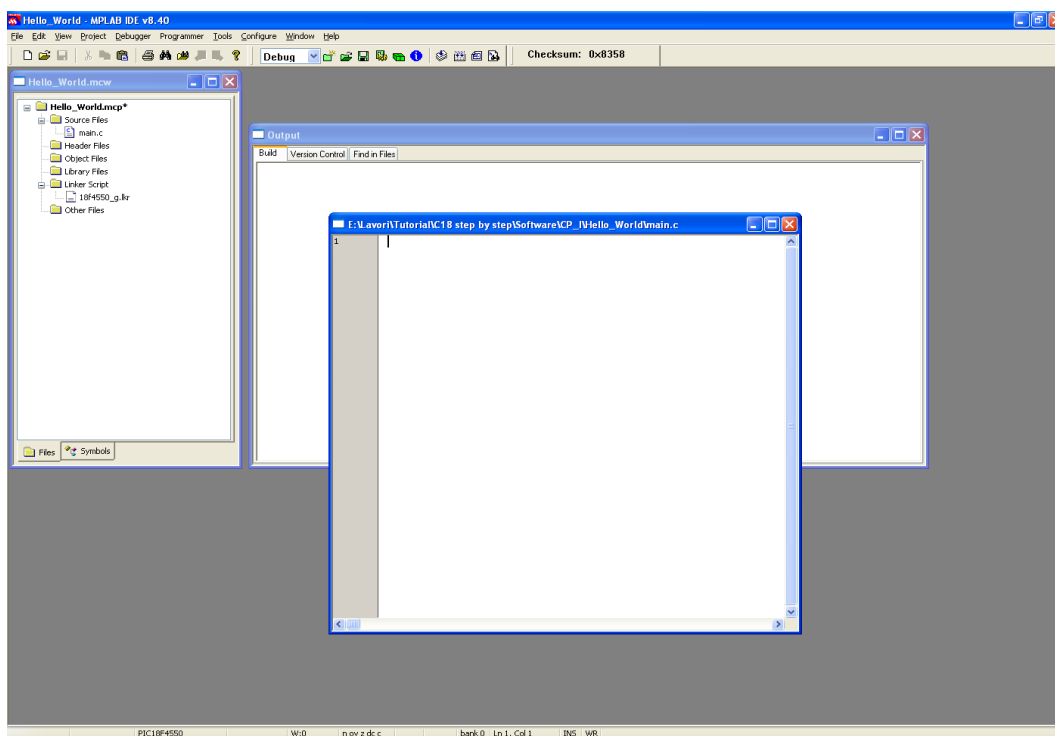 Hello_World - MPLAB IDE v8.40
File Edit View Project Debugger Programmer Tools Configure Window Help
Debug Checksum: 0x8358
Hello_World.mcw
Hello_World.mcp*
Source Files
main.c
Header Files
Object Files
Library Files
Linker Script
18f4550_g.lkr
Other Files
Files Symbols
Output
Build Version Control Find in Files
E:\Lavori\Tutorial\C18 step by step\Software\CP_I\Hello_World\main.c
1
PIC18F4550 W:0 n ov z dc c bank 0 Ln 1, Col 1 INS WR